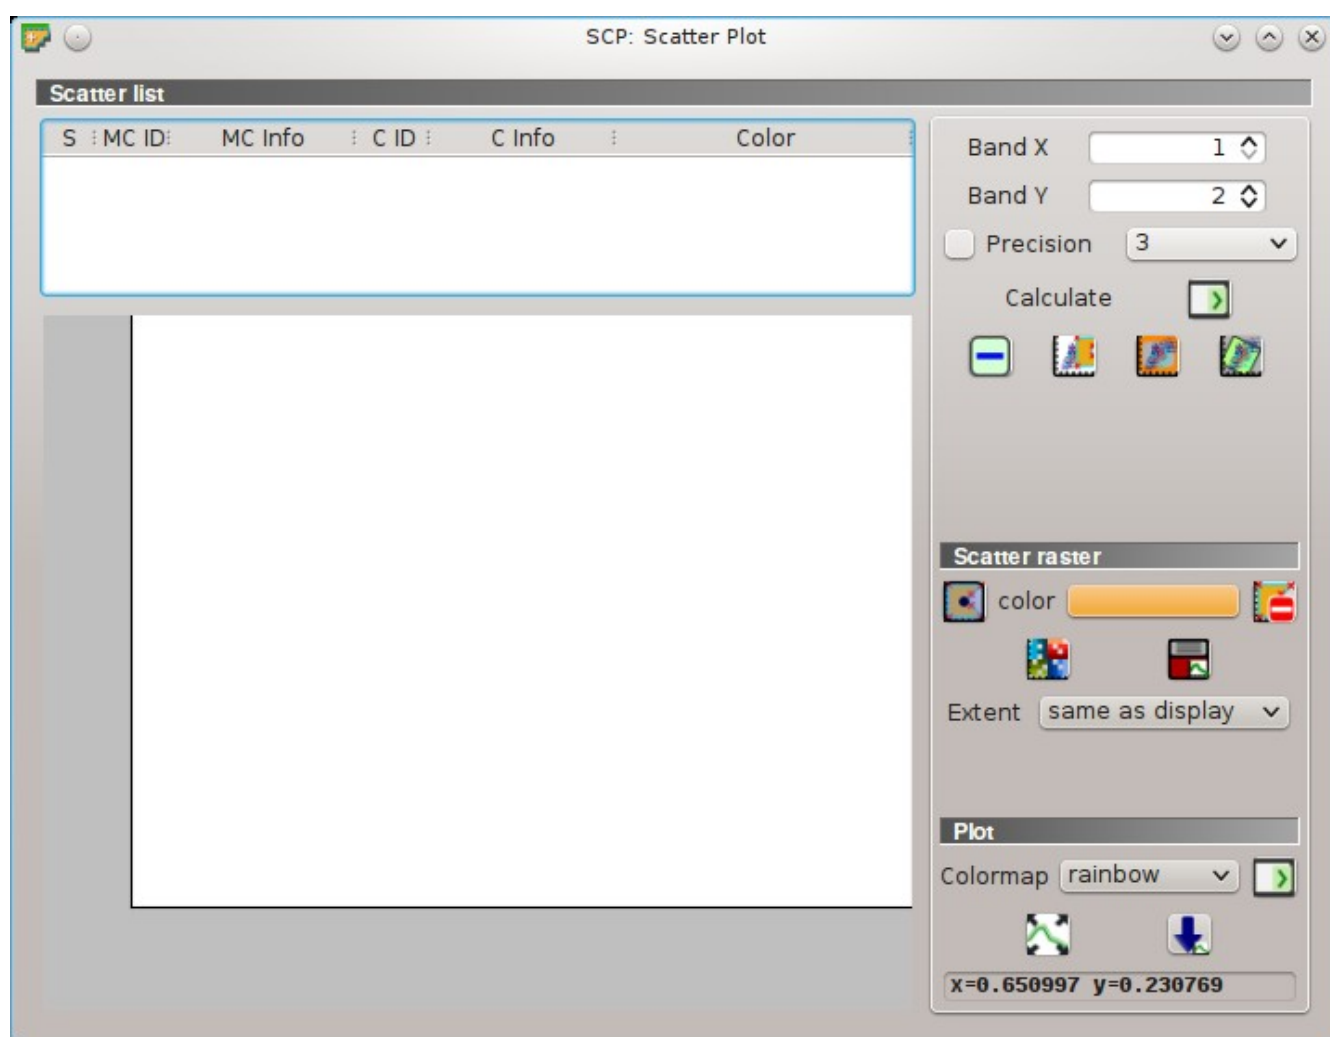 SCP: Scatter Plot
Scatter list
S MC ID MC Info C ID C Info Color
Band X 1
Band Y 2
Precision 3
Calculate
Scatter raster
color
Extent same as display
Plot
Colormap rainbow
x=0.650997 y=0.230769